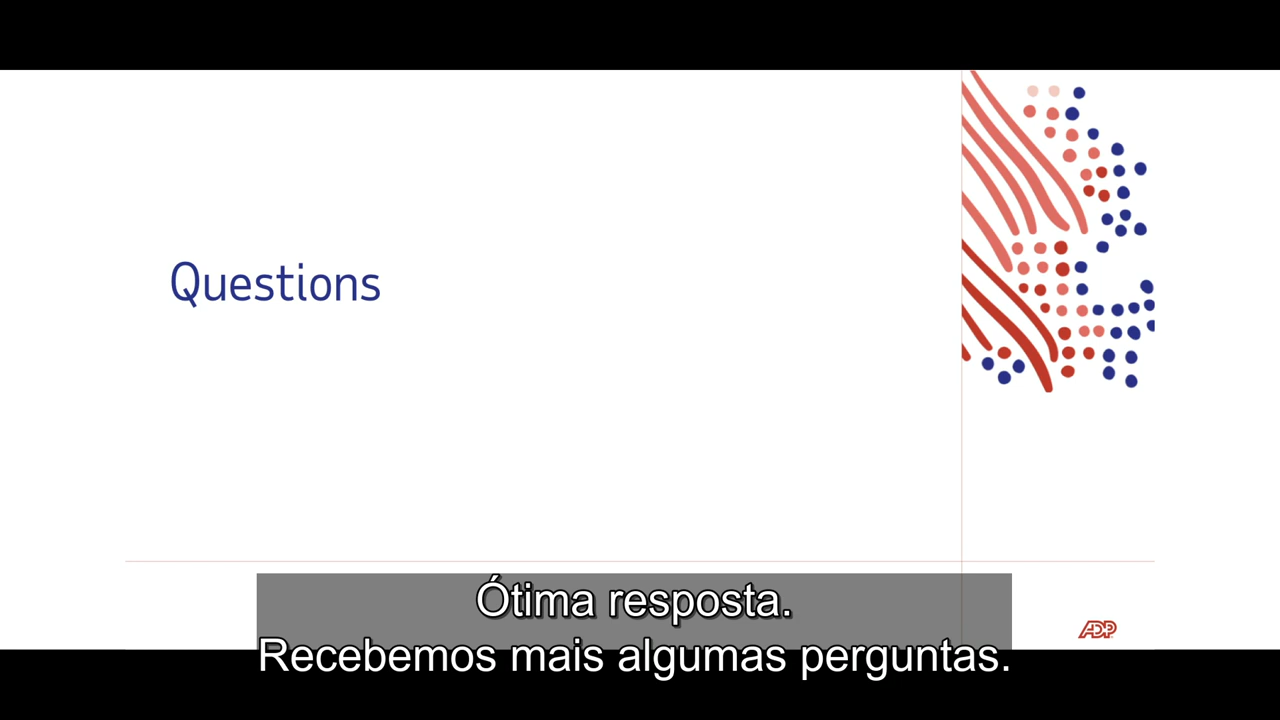 Questions
Ótima resposta.
Recebemos mais algumas perguntas.
ADP